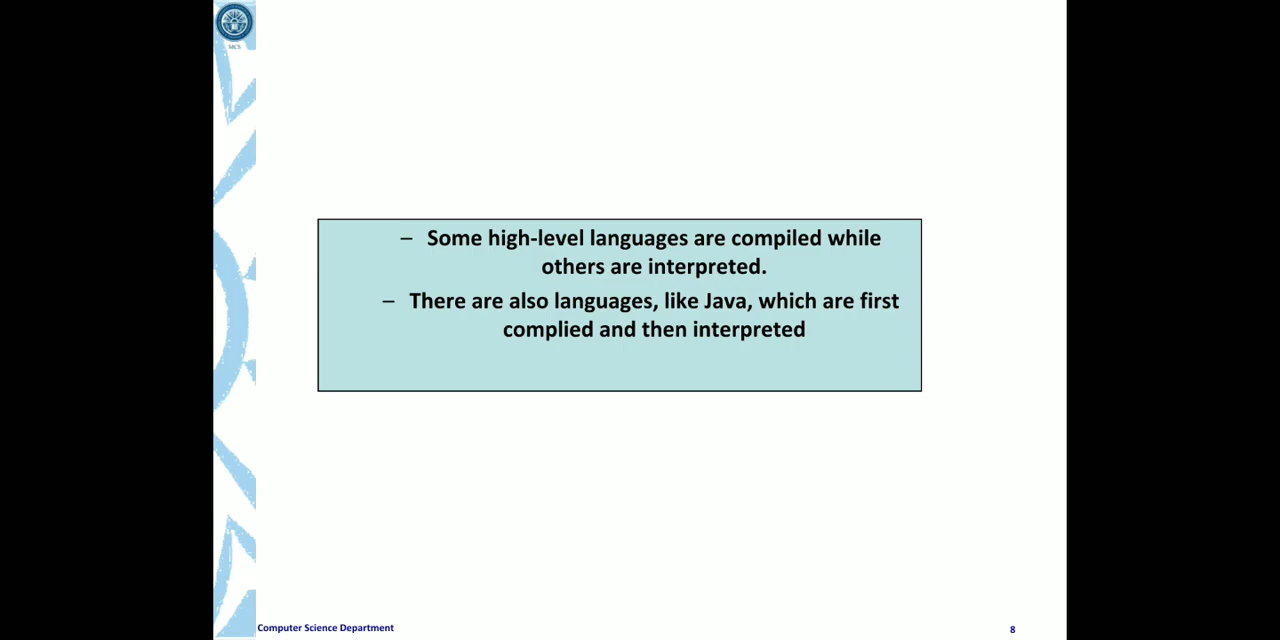 MCS
– Some high-level languages are compiled while
others are interpreted.
– There are also languages, like Java, which are first
complied and then interpreted
Computer Science Department
8